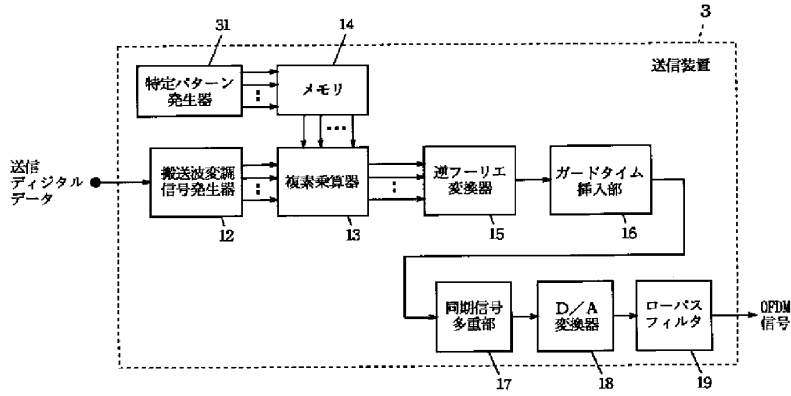 3
送信装置
31
特定パターン
発生器
14
メモリ
送信
ディジタル
データ
搬送波変調
信号発生器
12
複素乗算器
13
逆フーリエ
変換器
15
ガードタイム
挿入部
16
同期信号
多重部
17
D/A
変換器
18
ローパス
フィルタ
19
OFDM
信号